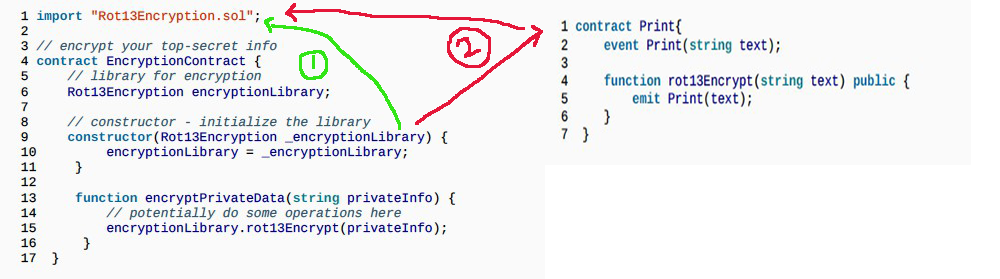 1 import "Rot13Encryption.sol";
2
3 // encrypt your top-secret info
4 contract EncryptionContract {
5 // library for encryption
6 Rot13Encryption encryptionLibrary;
7
8 // constructor - initialize the library
9 constructor(Rot13Encryption _encryptionLibrary) {
10 encryptionLibrary = _encryptionLibrary;
11 }
12
13 function encryptPrivateData(string privateInfo) {
14 // potentially do some operations here
15 encryptionLibrary.rot13Encrypt(privateInfo);
16 }
17 }
1
2
1 contract Print{
2 event Print(string text);
3
4 function rot13Encrypt(string text) public {
5 emit Print(text);
6 }
7 }